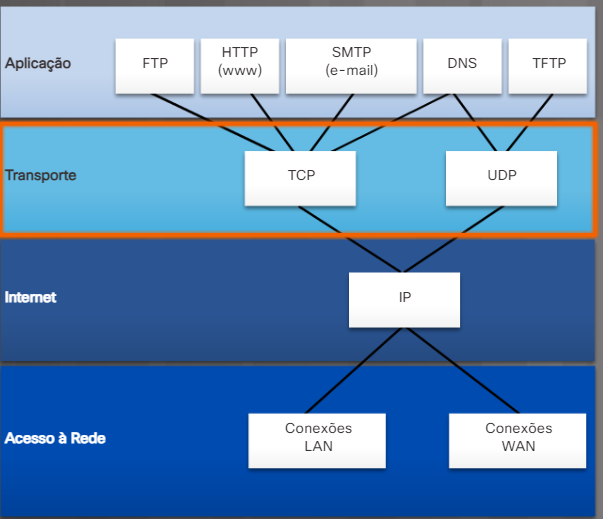 Aplicação
FTP
HTTP
(www)
SMTP
(e-mail)
DNS
TFTP
Transporte
TCP
UDP
Internet
IP
Acesso à Rede
Conexões
LAN
Conexões
WAN